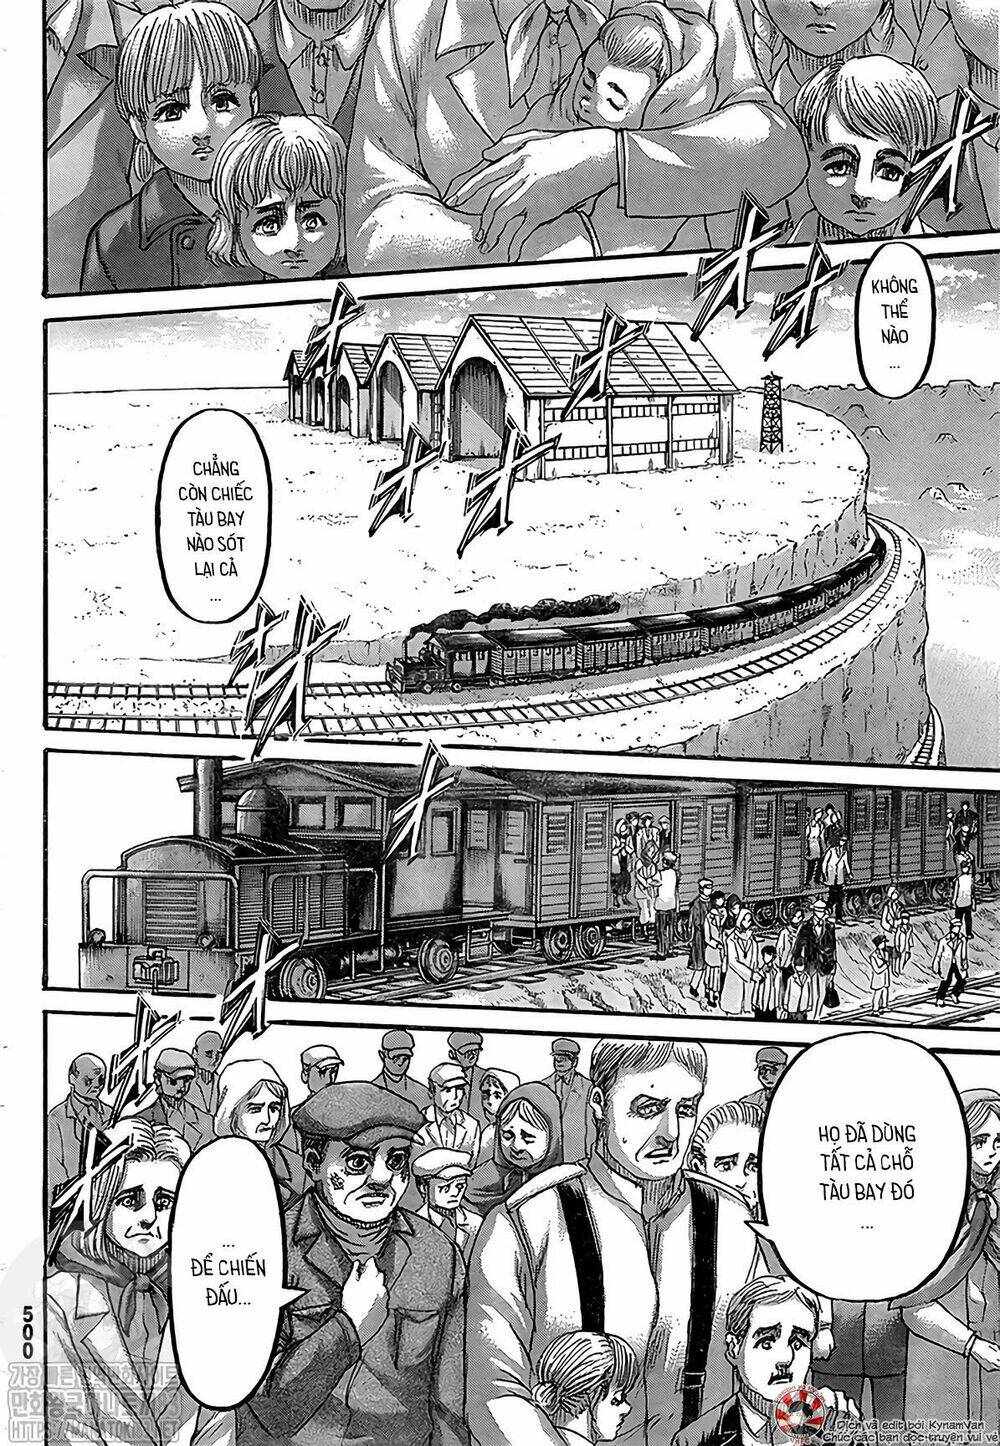 KHÔNG
THỂ
NÀO
...
CHẲNG
CÒN CHIẾC
TÀU BAY
NÀO SÓT
LẠI CẢ
...
HỌ ĐÃ DÙNG
TẤT CẢ CHỖ
TÀU BAY ĐÓ
...
...
ĐỂ CHIẾN
ĐẤU...
500
Dịch và edit bởi KynamVan
Chúc các bạn đọc truyện vui vẻ